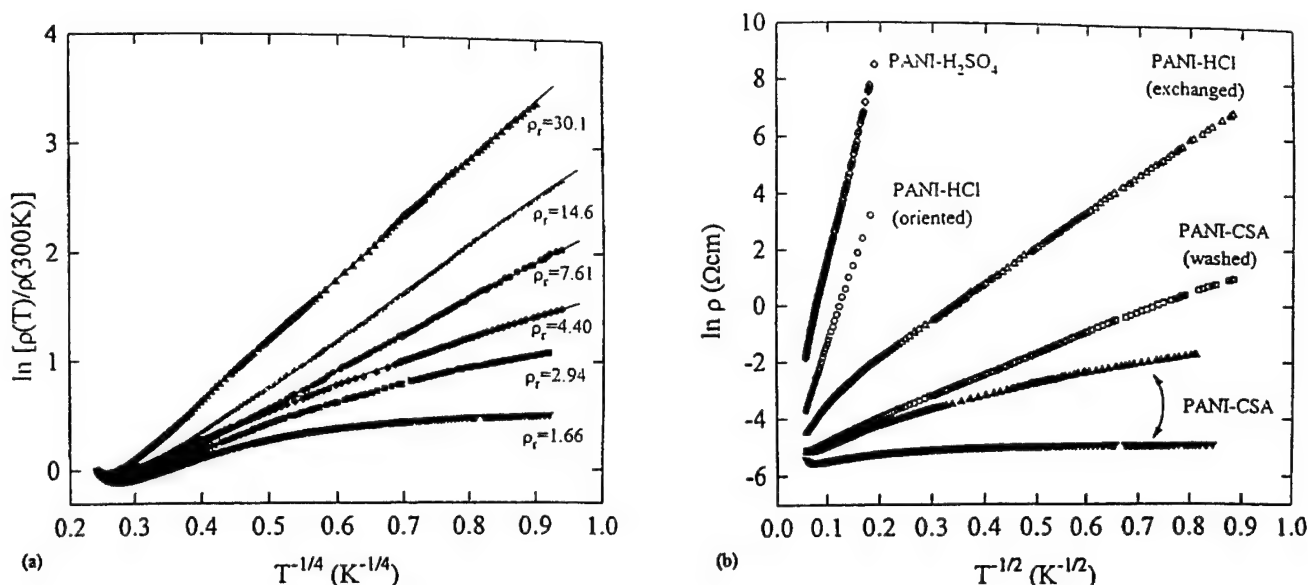 4
3
2
1
0
ln [ρ(T)/ρ(300K)]
ρr=30.1
ρr=14.6
ρr=7.61
ρr=4.40
ρr=2.94
ρr=1.66
0.2 0.3 0.4 0.5 0.6 0.7 0.8 0.9 1.0
(a)
T^-1/4 (K^-1/4)
10
8
6
4
2
0
-2
-4
-6
ln ρ (Ωcm)
PANI-H₂SO₄
PANI-HCl
(exchanged)
PANI-HCl
(oriented)
PANI-CSA
(washed)
PANI-CSA
0.0 0.1 0.2 0.3 0.4 0.5 0.6 0.7 0.8 0.9 1.0
(b)
T^-1/2 (K^-1/2)